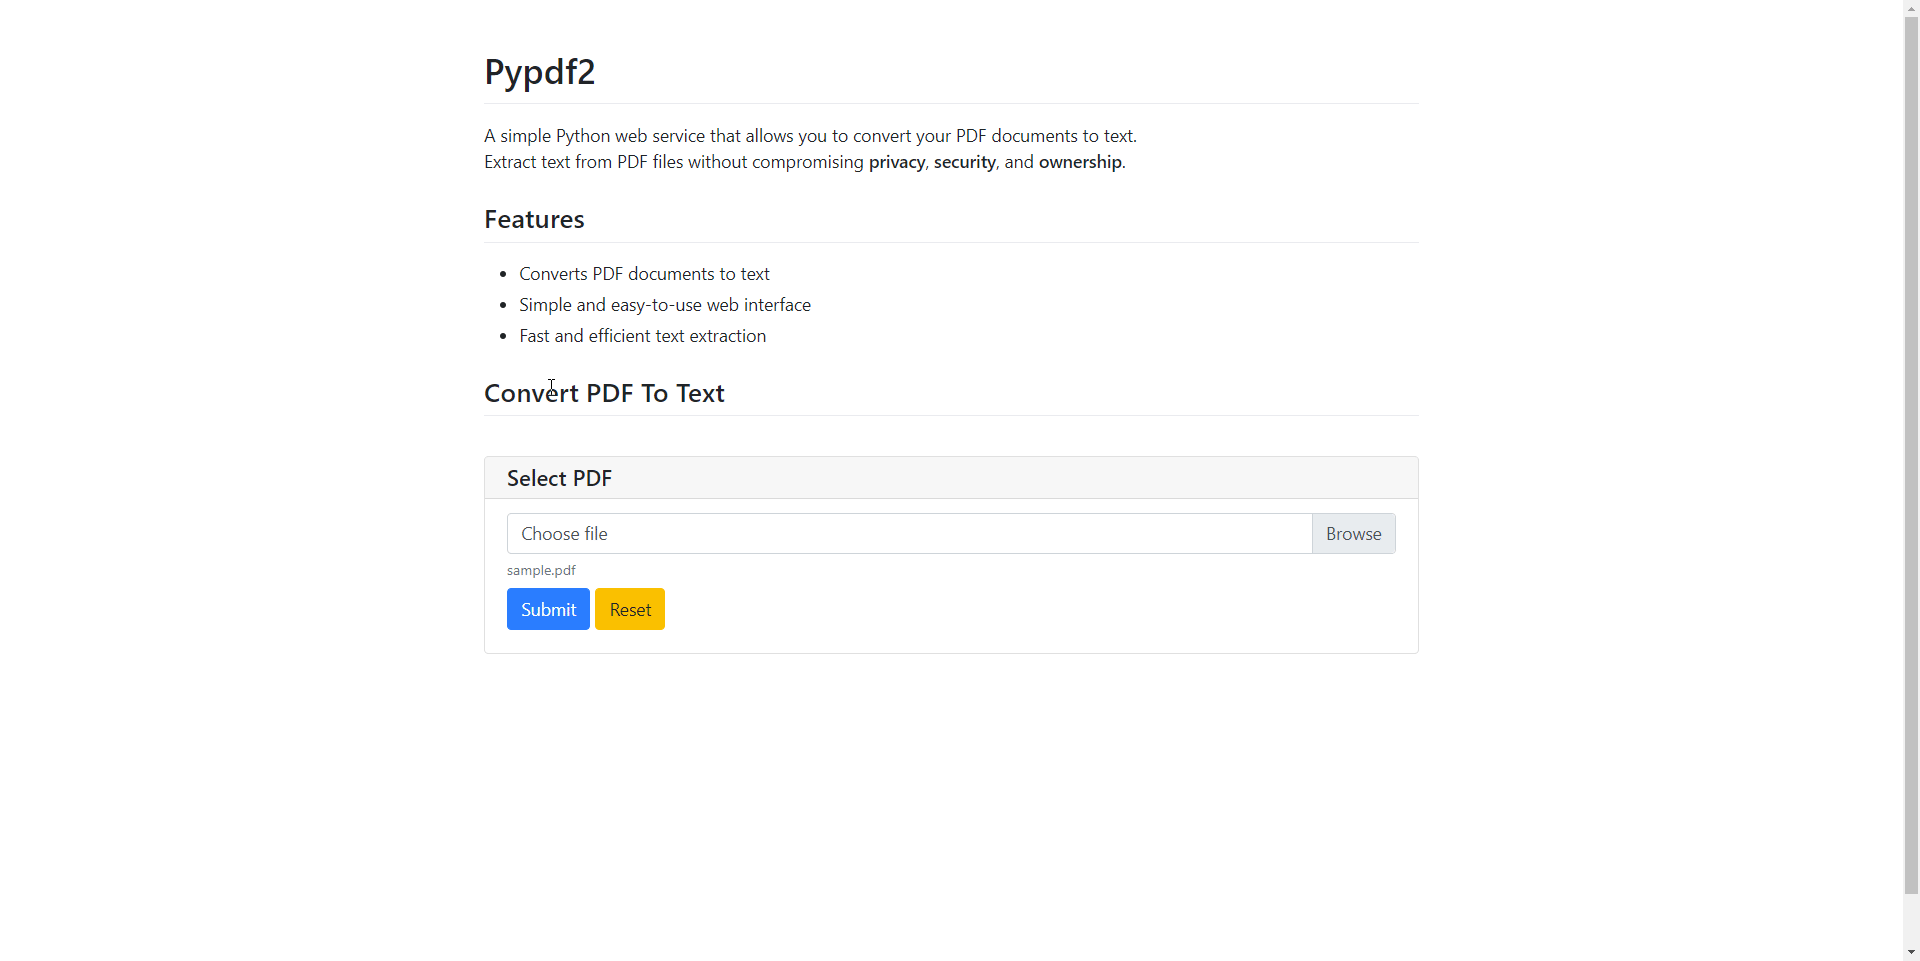 Pypdf2
A simple Python web service that allows you to convert your PDF documents to text.
Extract text from PDF files without compromising privacy, security, and ownership.
Features
Converts PDF documents to text
Simple and easy-to-use web interface
Fast and efficient text extraction
Convert PDF To Text
Select PDF
Choose file Browse
sample.pdf
Submit Reset